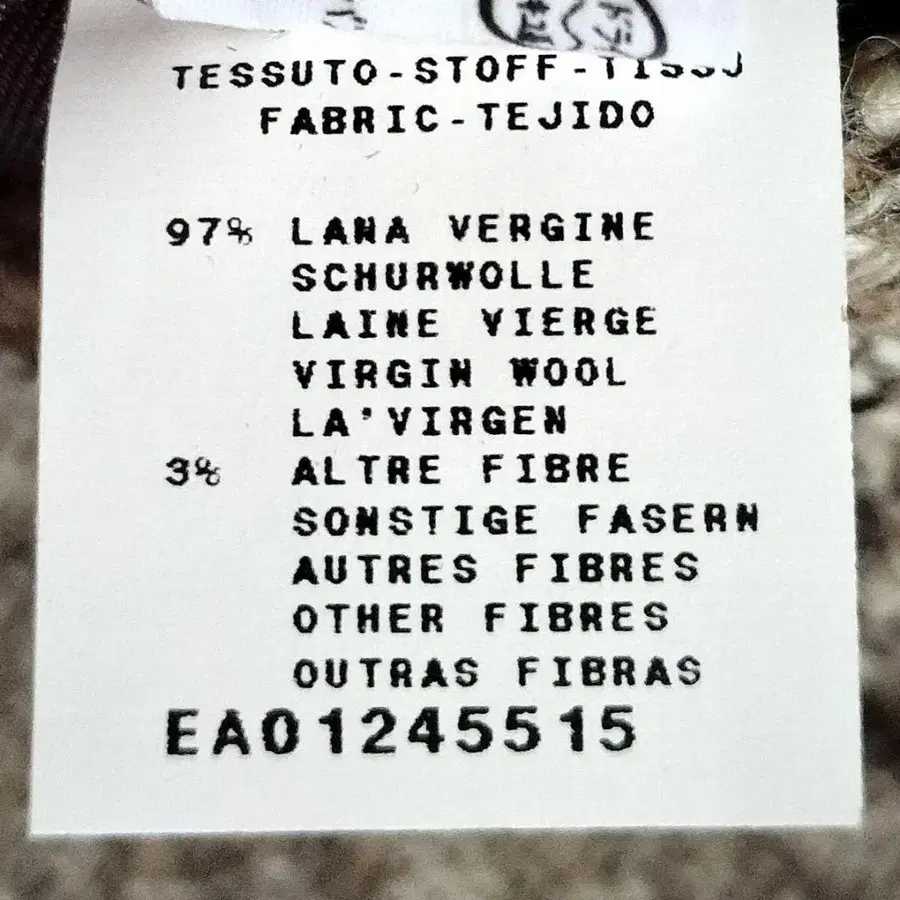 TESSUTO-STOFF-TISSU
FABRIC-TEJIDO
97% LANA VERGINE
SCHURWOLLE
LAINE VIERGE
VIRGIN WOOL
LA'VIRGEN
3% ALTRE FIBRE
SONSTIGE FASERN
AUTRES FIBRES
OTHER FIBRES
OUTRAS FIBRAS
EA01245515